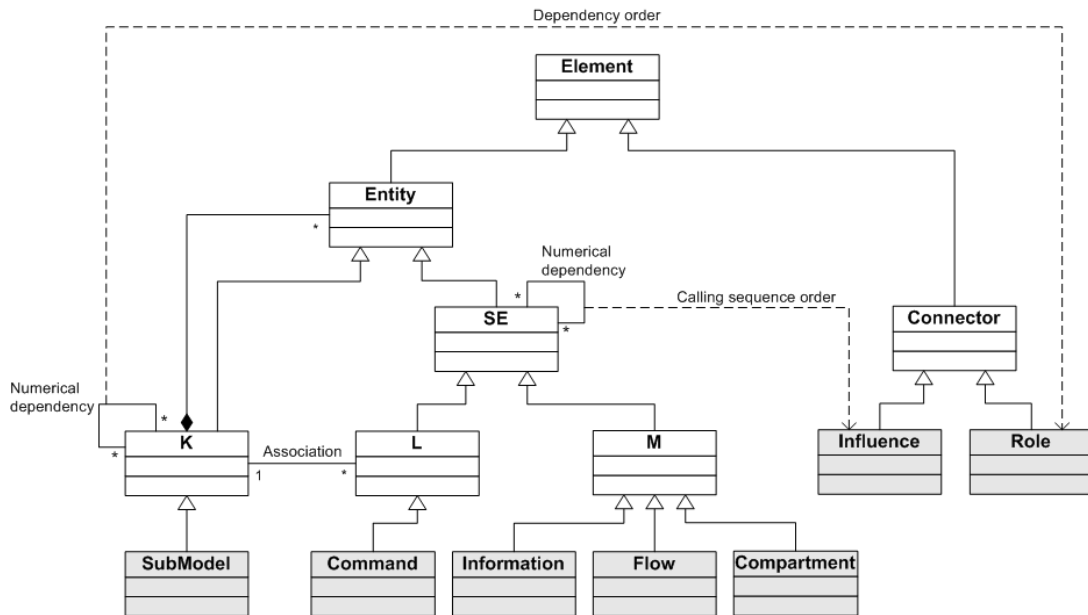 Dependency order
Element
Entity
*
Numerical
dependency
*
*
SE
Calling sequence order
Connector
Numerical
dependency
*
*
K
Association
1
*
L
M
Influence
Role
SubModel
Command
Information
Flow
Compartment